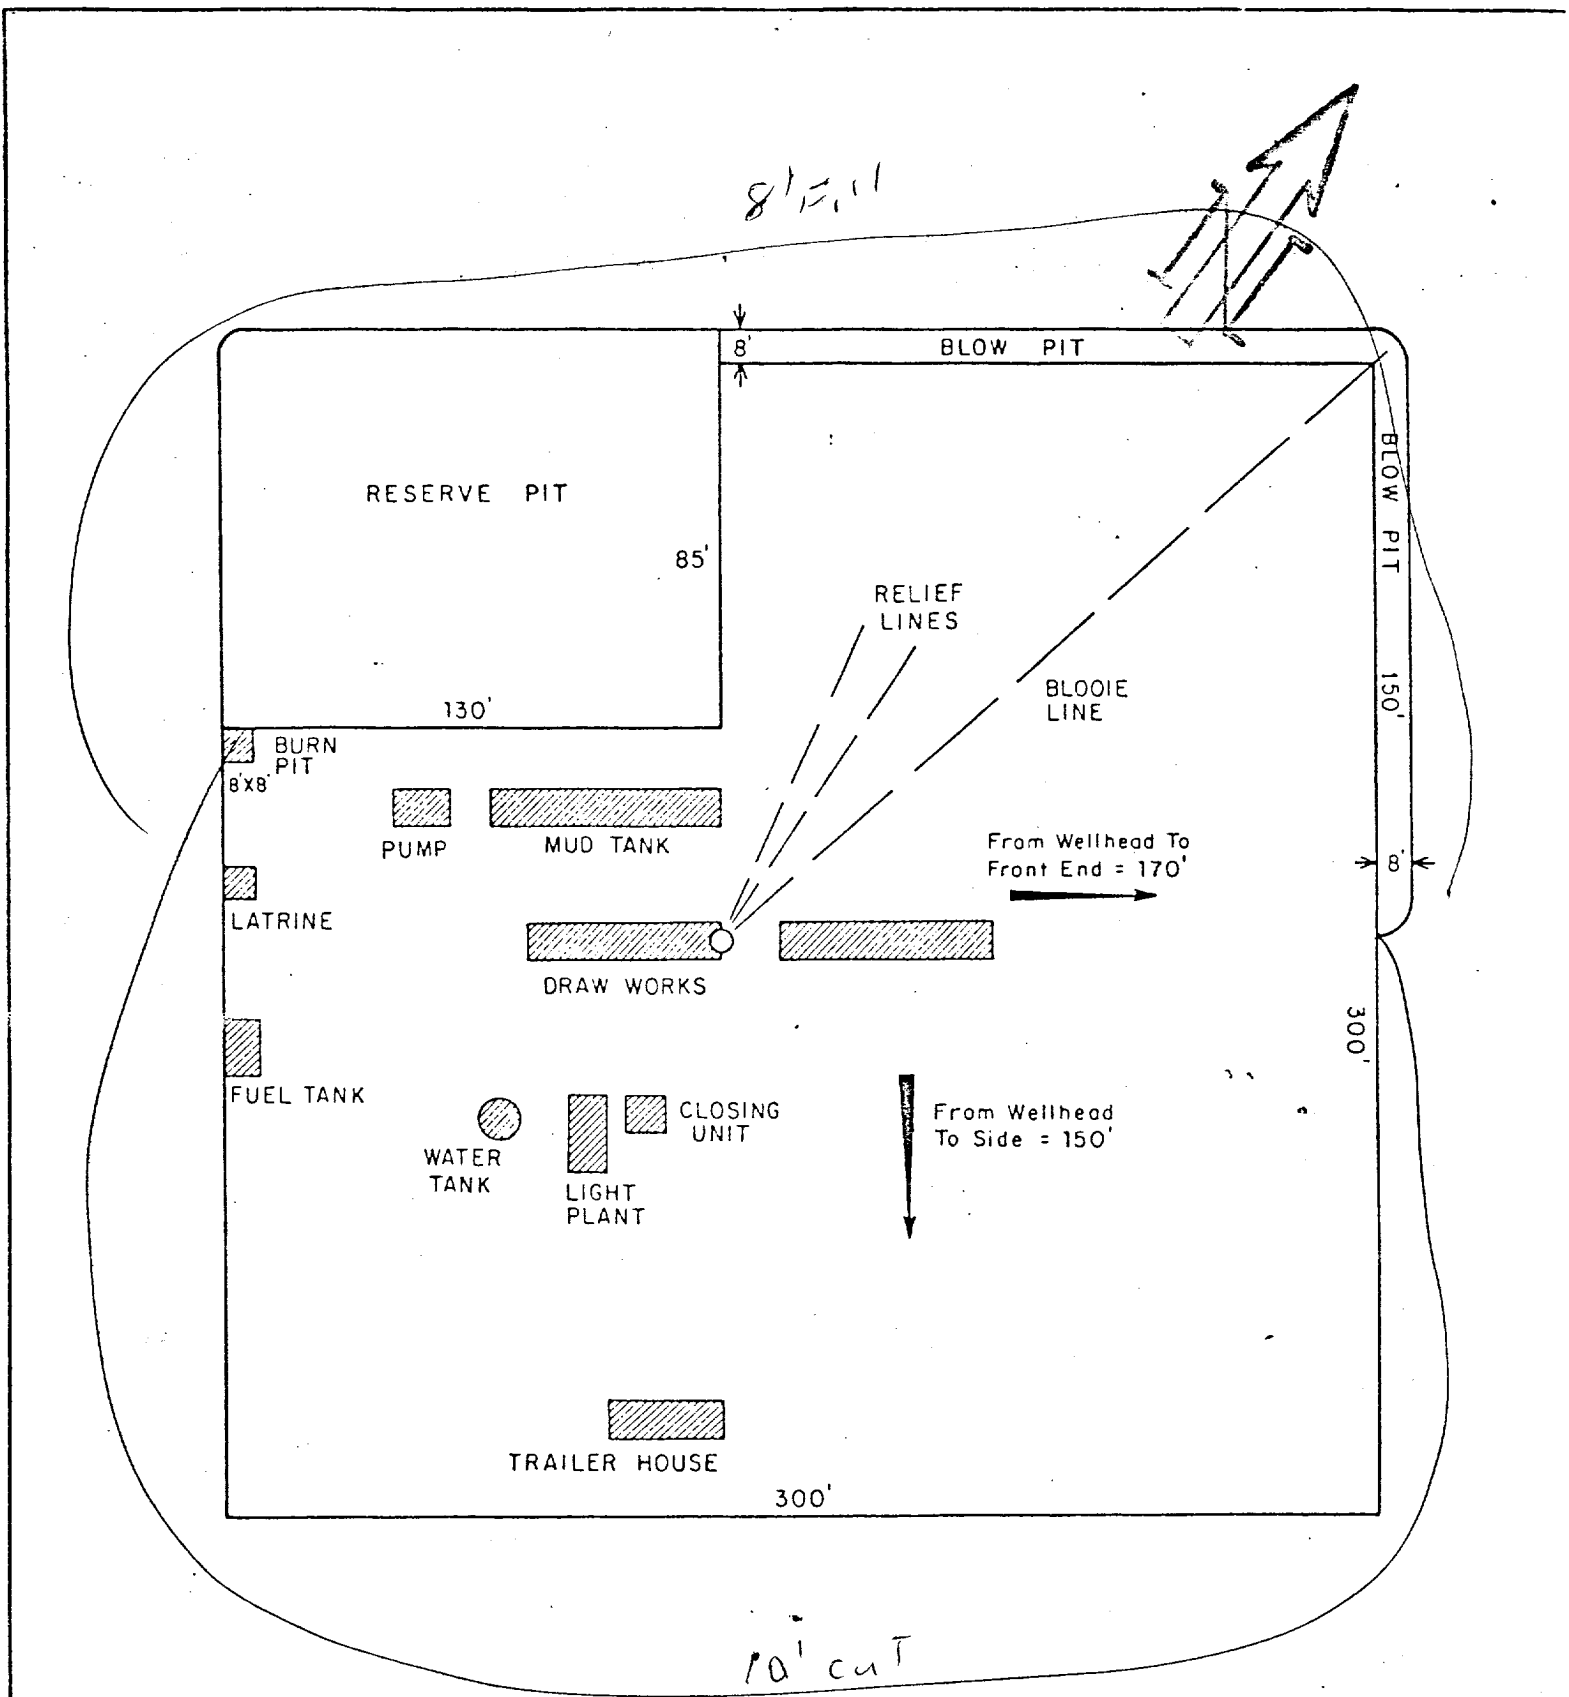 8' Fill
N
8'
BLOW PIT
BLOW PIT
RESERVE PIT
85'
RELIEF
LINES
BLOOIE
LINE
150'
130'
BURN
PIT
8'X8'
PUMP
MUD TANK
From Wellhead To
Front End = 170'
8'
LATRINE
DRAW WORKS
300'
FUEL TANK
CLOSING
UNIT
From Wellhead
To Side = 150'
WATER
TANK
LIGHT
PLANT
TRAILER HOUSE
300'
10' cuT